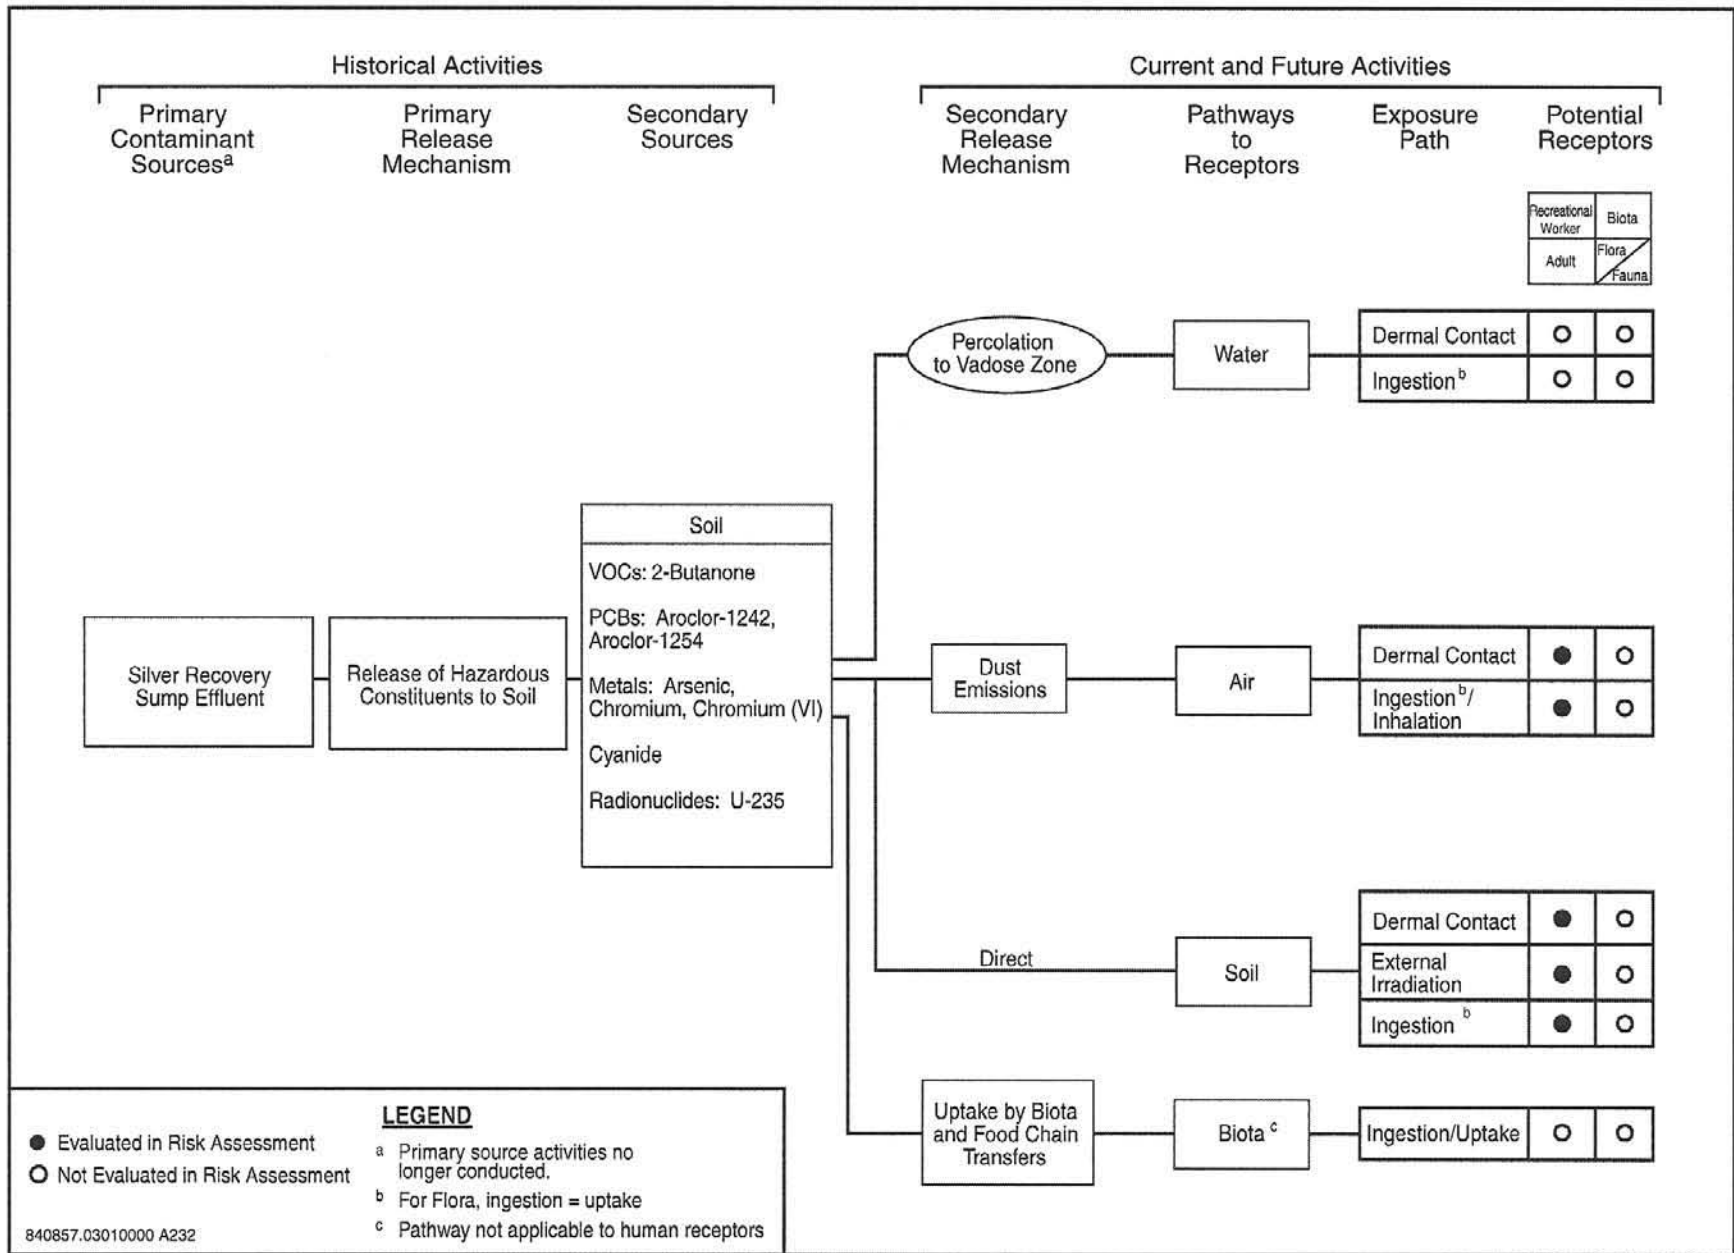 Historical Activities
Current and Future Activities
Primary
Contaminant
Sourcesᵃ
Primary
Release
Mechanism
Secondary
Sources
Secondary
Release
Mechanism
Pathways
to
Receptors
Exposure
Path
Potential
Receptors
Recreational
Worker
Biota
Adult
Flora
Fauna
Percolation
to Vadose Zone
Water
Dermal Contact
Ingestionᵇ
Soil
VOCs: 2-Butanone
PCBs: Aroclor-1242,
Aroclor-1254
Metals: Arsenic,
Chromium, Chromium (VI)
Cyanide
Radionuclides: U-235
Silver Recovery
Sump Effluent
Release of Hazardous
Constituents to Soil
Dust
Emissions
Air
Dermal Contact
Ingestionᵇ/
Inhalation
Direct
Soil
Dermal Contact
External
Irradiation
Ingestionᵇ
Uptake by Biota
and Food Chain
Transfers
Biotaᶜ
Ingestion/Uptake
LEGEND
● Evaluated in Risk Assessment
O Not Evaluated in Risk Assessment
ᵃ Primary source activities no
longer conducted.
ᵇ For Flora, ingestion = uptake
ᶜ Pathway not applicable to human receptors
840857.03010000 A232